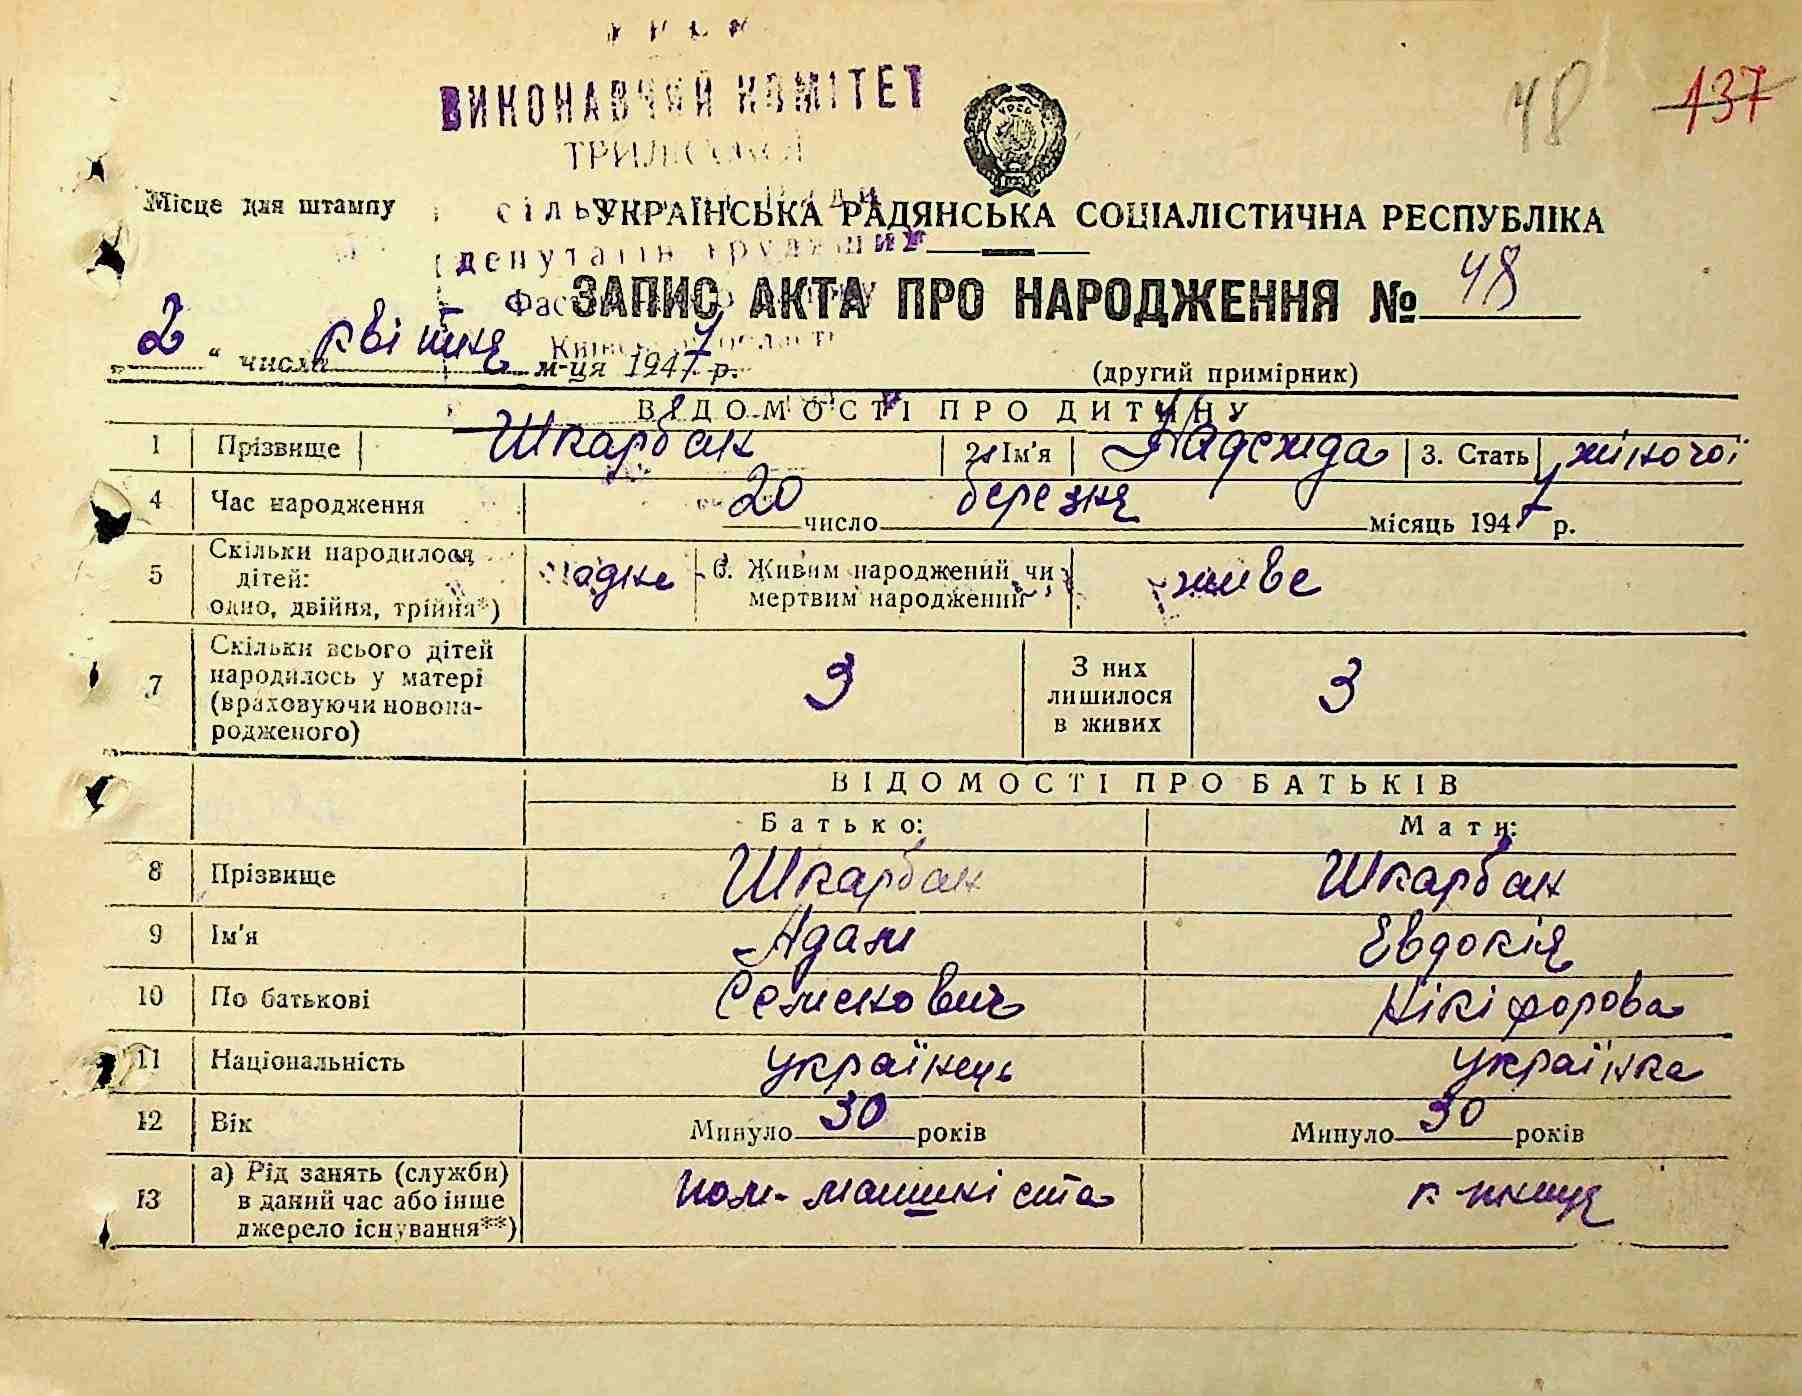 УРСР
ВИКОНАВЧИЙ КОМІТЕТ
ТРИЛІСЬКОЇ
48 137
Місце для штампу сільської Ради УКРАЇНСЬКА РАДЯНСЬКА СОЦІАЛІСТИЧНА РЕСПУБЛІКА
депутатів трудящих
Фас ЗАПИС АКТА ПРО НАРОДЖЕННЯ № 48
Київської області
2 " числа квітня м-ця 1947 р. (другий примірник)
ВІДОМОСТІ ПРО ДИТИНУ
1 Прізвище Шкарбан 2. Ім'я Надежда 3. Стать жіночої
4 Час народження 20 число березня місяць 1947 р.
5 Скільки народилося дітей: одно, двійня, трійня*) одне 6. Живим народжений чи мертвим народжений живе
7 Скільки всього дітей народилось у матері (враховуючи новона-родженого) 3 З них лишилося в живих 3
ВІДОМОСТІ ПРО БАТЬКІВ
Батько: Мати:
8 Прізвище Шкарбан Шкарбан
9 Ім'я Адам Евдокія
10 По батькові Семенович Нікіфорова
11 Національність українець українка
12 Вік Минуло 30 років Минуло 30 років
13 а) Рід занять (служби) в даний час або інше джерело існування**) пом-машиніста